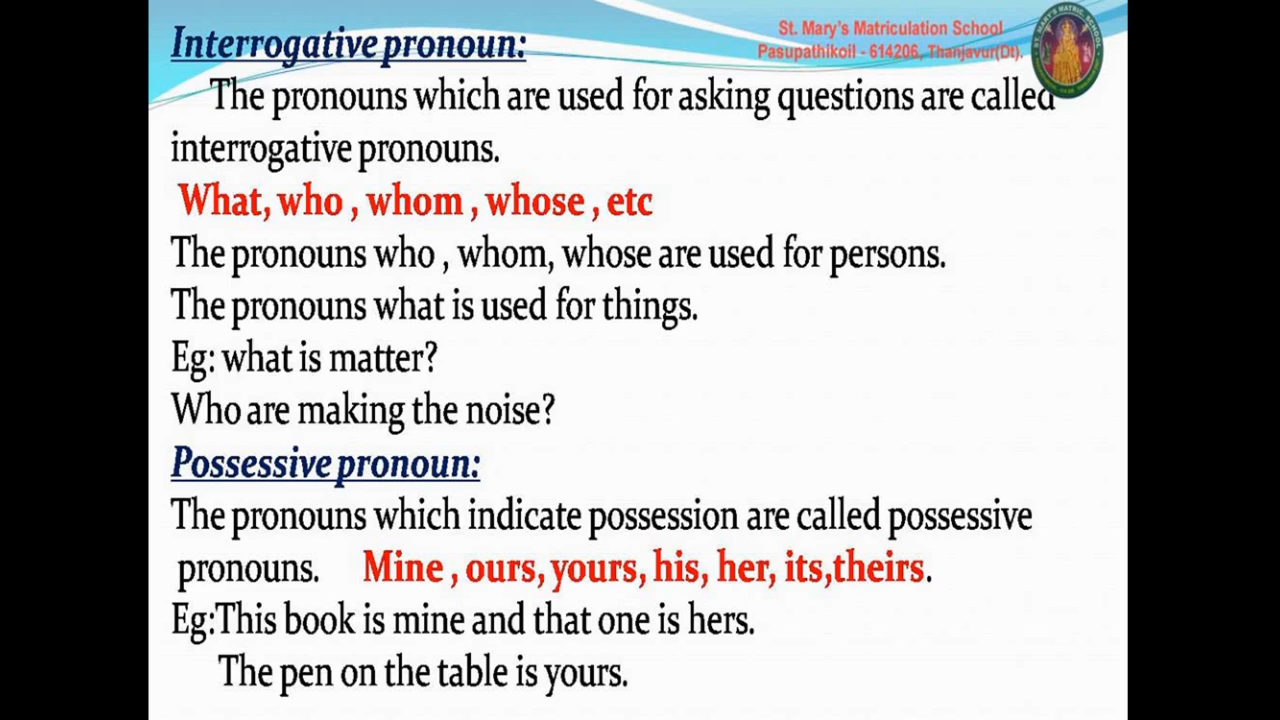 St. Mary's Matriculation School
Pasupathikoil - 614206, Thanjavur(Dt).
Interrogative pronoun:
The pronouns which are used for asking questions are called
interrogative pronouns.
What, who , whom , whose , etc
The pronouns who , whom, whose are used for persons.
The pronouns what is used for things.
Eg: what is matter?
Who are making the noise?
Possessive pronoun:
The pronouns which indicate possession are called possessive
pronouns. Mine , ours, yours, his, her, its,theirs.
Eg:This book is mine and that one is hers.
The pen on the table is yours.